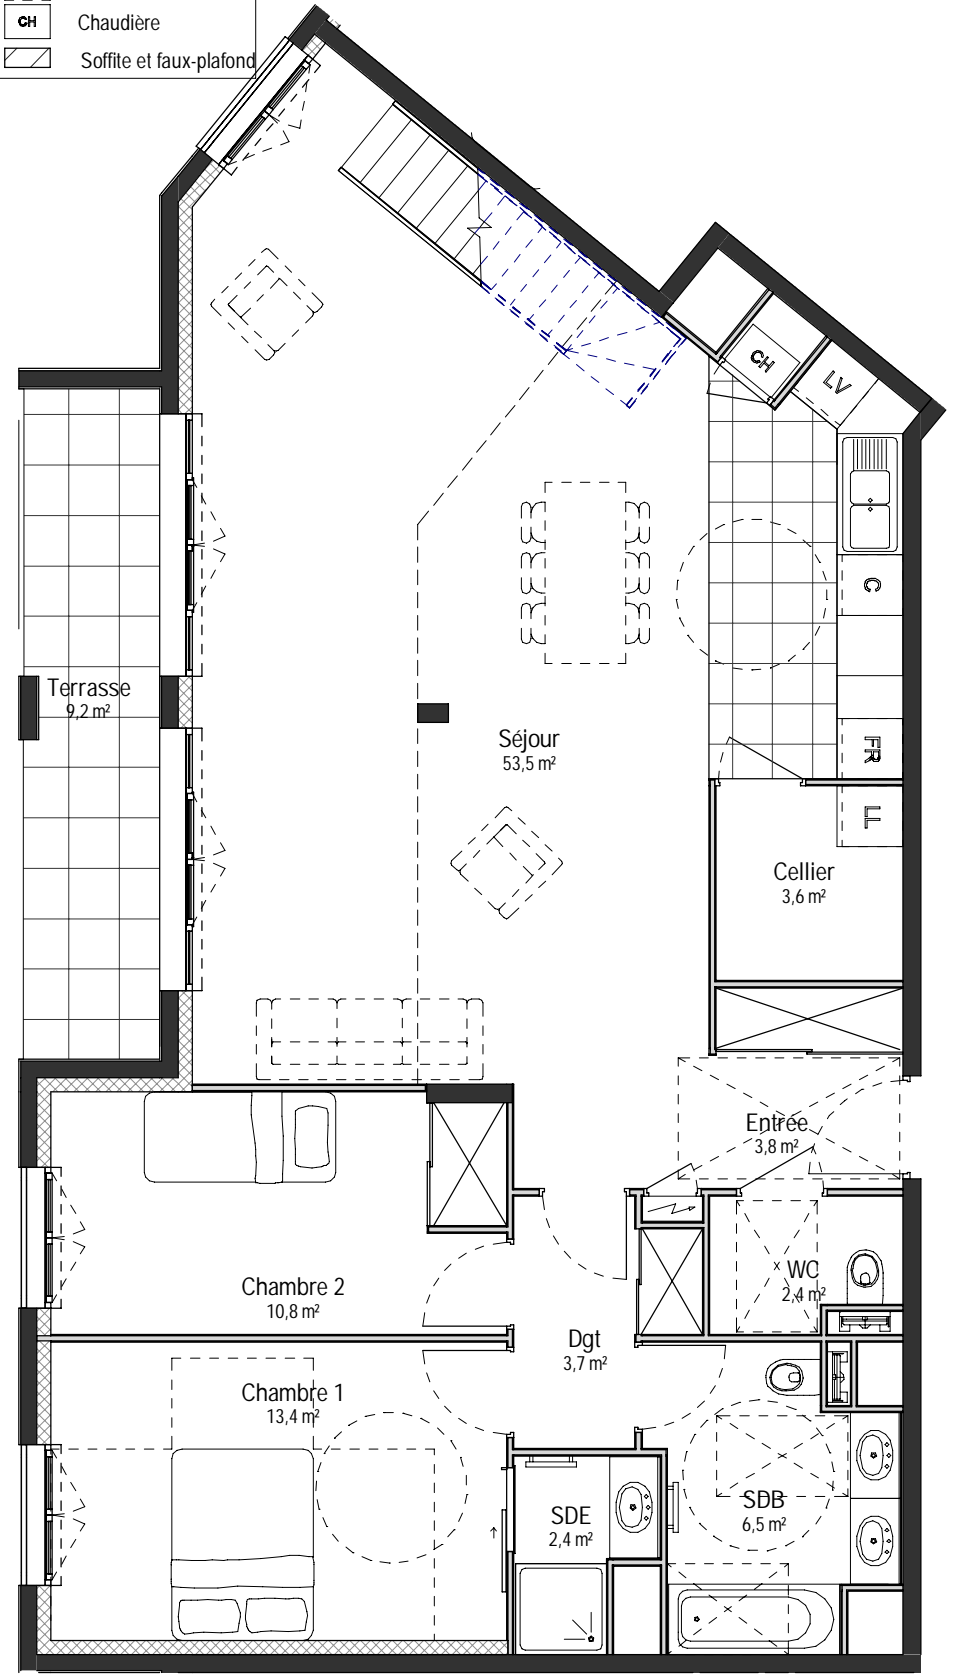 CH
Chaudière
Soffite et faux-plafond
CH
LV
C
Terrasse
9,2 m²
Séjour
53,5 m²
FR
LL
Cellier
3,6 m²
Entrée
3,8 m²
WC
2,4 m²
Chambre 2
10,8 m²
Dgt
3,7 m²
Chambre 1
13,4 m²
SDB
6,5 m²
SDE
2,4 m²